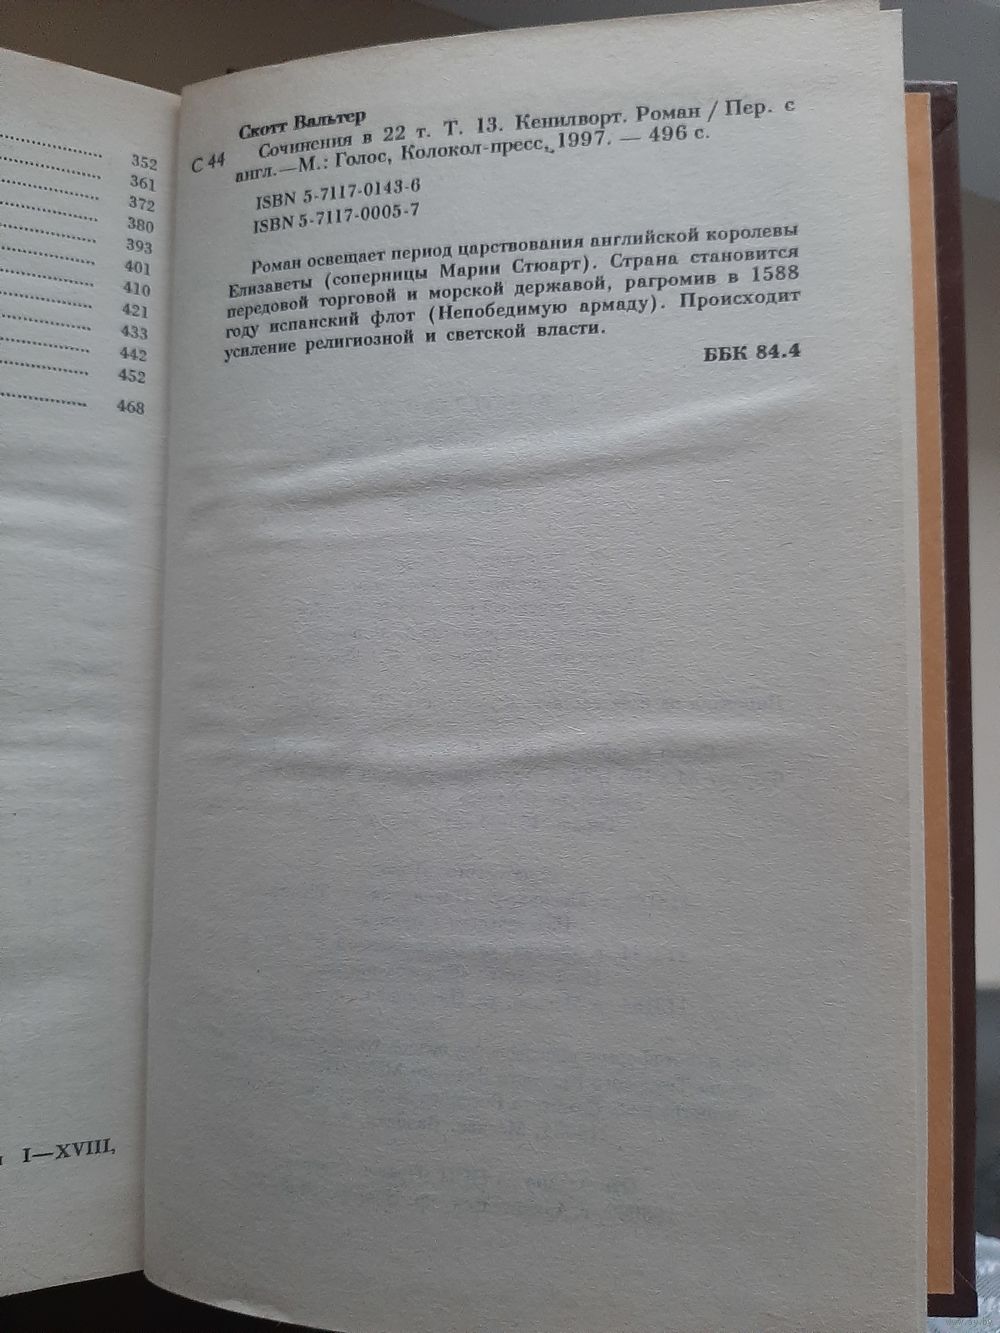 352
361
372
380
393
401
410
421
433
442
452
468
I—XVIII,
Скотт Вальтер
С 44 Сочинения в 22 т. Т. 13. Кенилворт. Роман / Пер. с
англ.—М.: Голос, Колокол-пресс, 1997. — 496 с.
ISBN 5-7117-0143-6
ISBN 5-7117-0005-7
Роман освещает период царствования английской королевы
Елизаветы (соперницы Марии Стюарт). Страна становится
передовой торговой и морской державой, рагромив в 1588
году испанский флот (Непобедимую армаду). Происходит
усиление религиозной и светской власти.
ББК 84.4